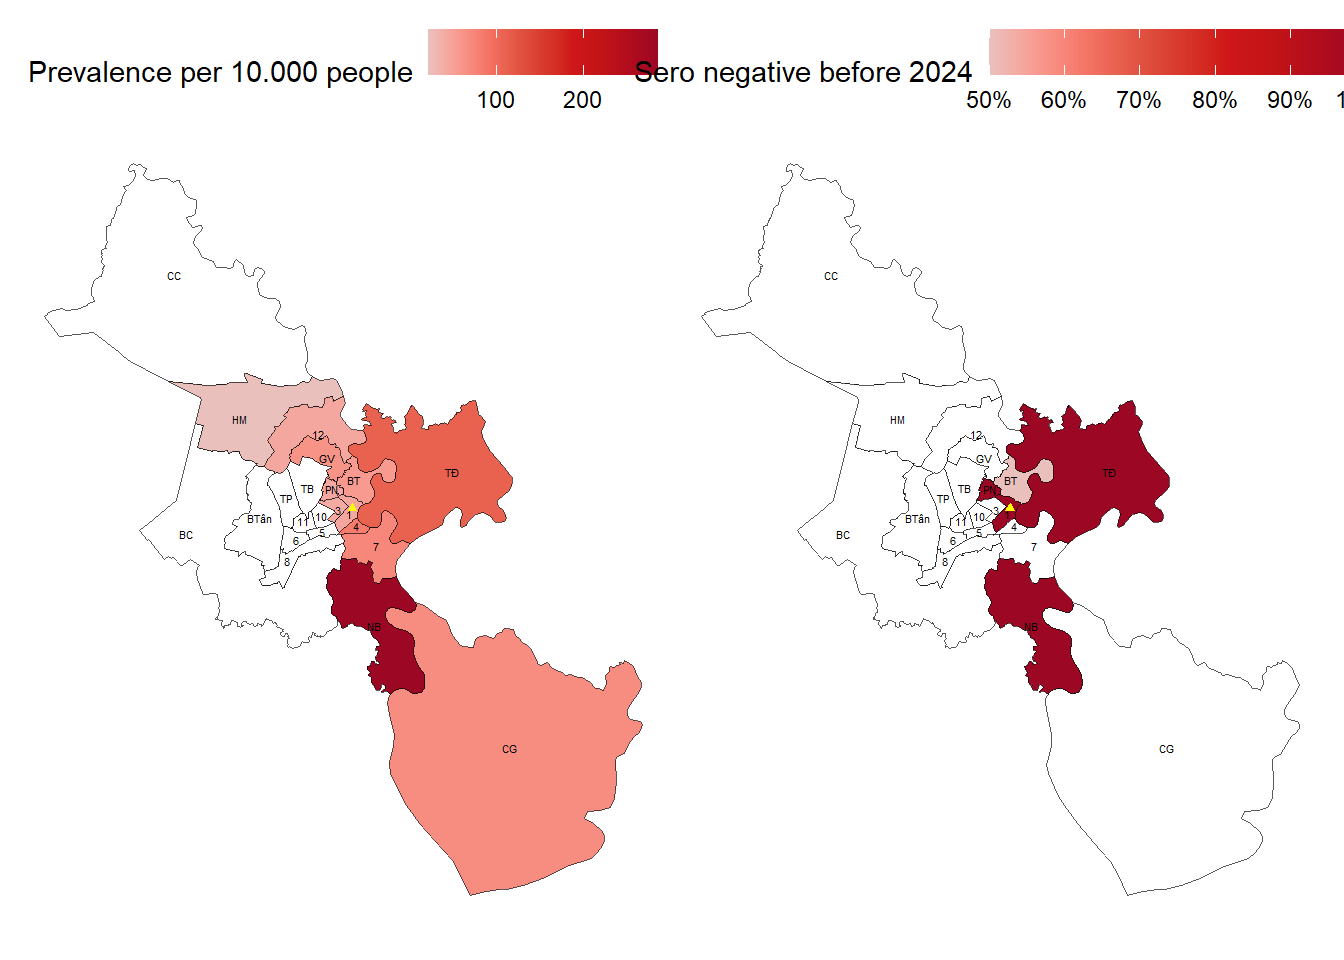 Prevalence per 10.000 people
100 200
Sero negative before 2024
50% 60% 70% 80% 90% 1
CC
HM
12
GV
TĐ
BT
TB
PN
TP
BTân
3
1
11
10
4
5
BC
6
7
8
NB
CG
CC
HM
12
GV
TĐ
BT
TB
PN
TP
BTân
3
11
10
4
5
BC
6
7
8
NB
CG